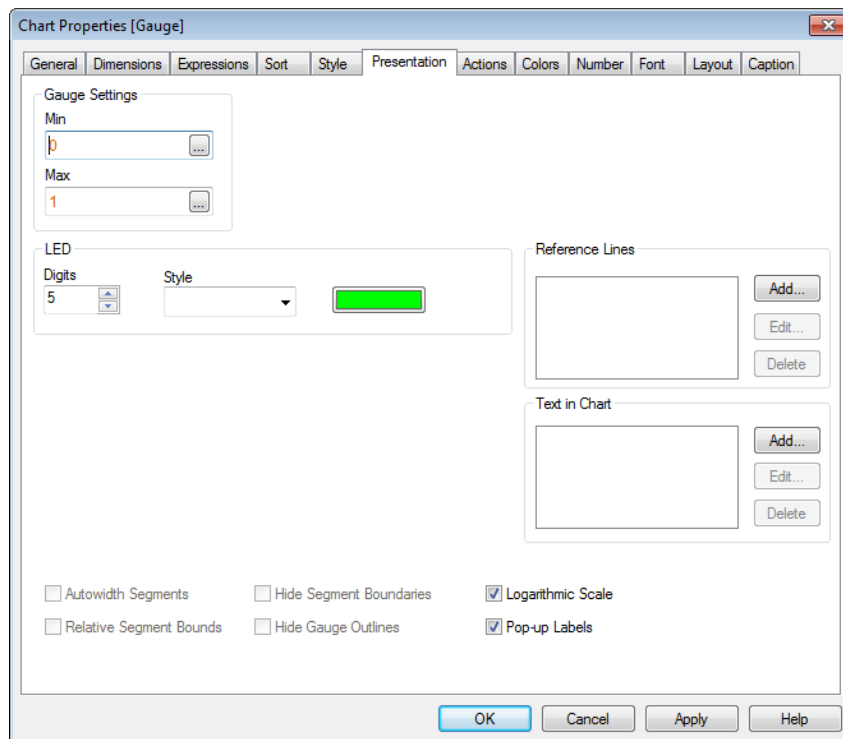 Chart Properties [Gauge]
General Dimensions Expressions Sort Style Presentation Actions Colors Number Font Layout Caption
Gauge Settings
Min
0
...
Max
1
...
LED
Digits
5
Style
Reference Lines
Add...
Edit...
Delete
Text in Chart
Add...
Edit...
Delete
Autowidth Segments Hide Segment Boundaries Logarithmic Scale
Relative Segment Bounds Hide Gauge Outlines Pop-up Labels
OK Cancel Apply Help